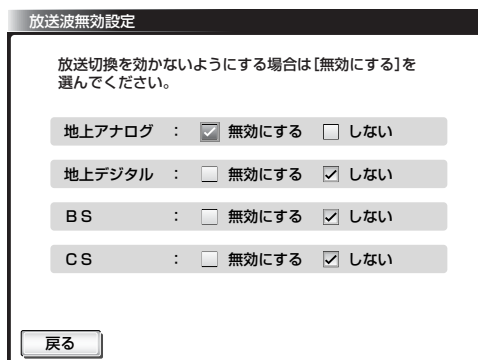 放送波無効設定
放送切換を効かないようにする場合は[無効にする]を
選んでください。
地上アナログ : 無効にする しない
地上デジタル : 無効にする しない
BS : 無効にする しない
CS : 無効にする しない
戻る